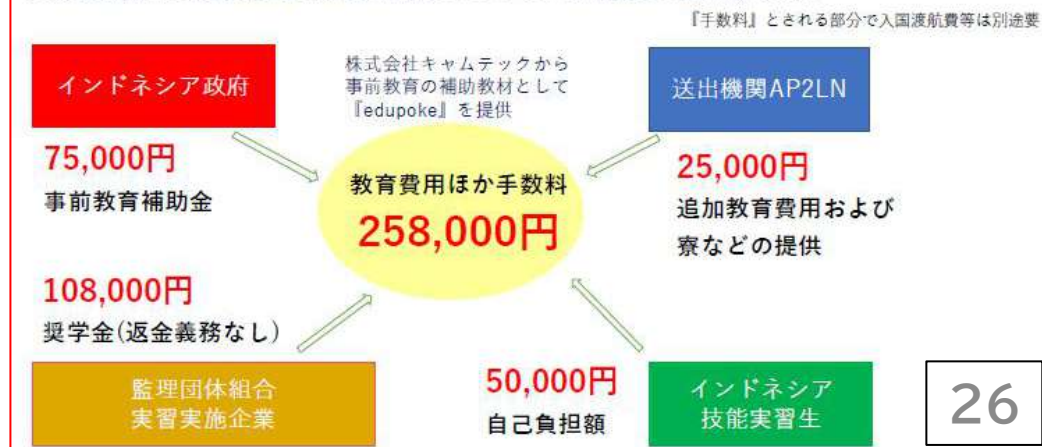 『手数料』とされる部分で入国渡航費等は別途要
インドネシア政府
株式会社キャムテックから
事前教育の補助教材として
『edupoke』を提供
送出機関AP2LN
75,000円
事前教育補助金
教育費用ほか手数料
258,000円
25,000円
追加教育費用および
寮などの提供
108,000円
奨学金(返金義務なし)
監理団体組合
実習実施企業
50,000円
自己負担額
インドネシア
技能実習生
26